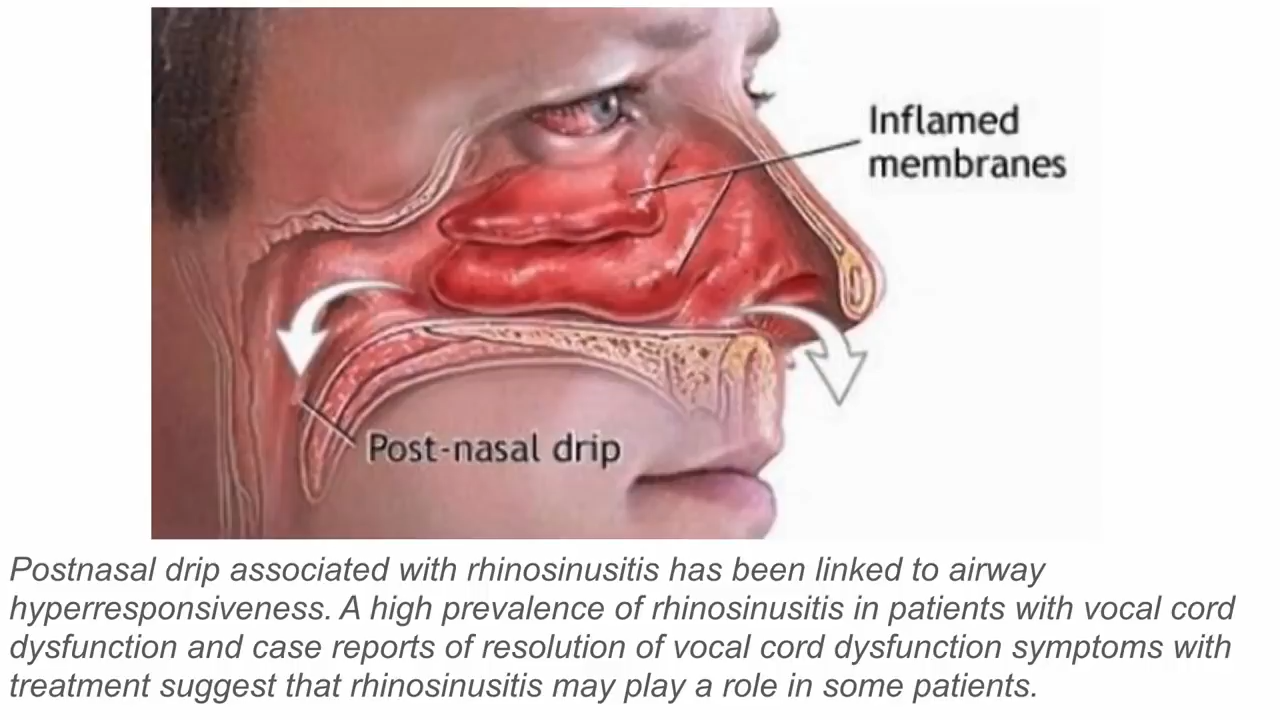 Inflamed
membranes
Post-nasal drip
Postnasal drip associated with rhinosinusitis has been linked to airway
hyperresponsiveness. A high prevalence of rhinosinusitis in patients with vocal cord
dysfunction and case reports of resolution of vocal cord dysfunction symptoms with
treatment suggest that rhinosinusitis may play a role in some patients.